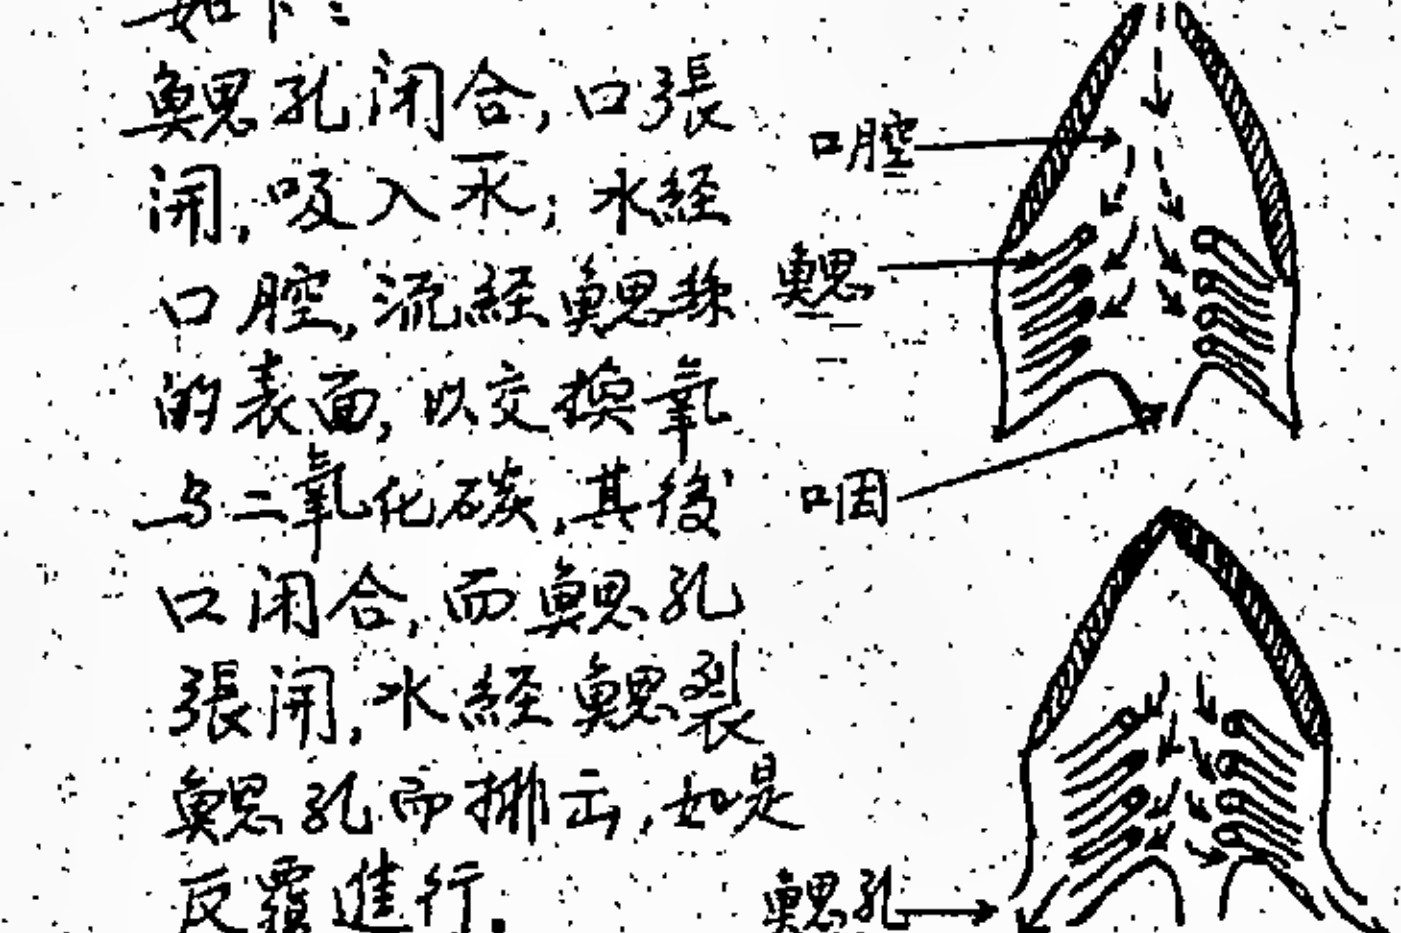 如下：
鰓孔闭合，口張
開，吸入水；水経
口腔，流経鰓絲
的表面，以交換氧
与二氧化碳，其後
口闭合，而鰓孔
張開，水経鰓裂
鰓孔而排出，如是
反覆進行。
口腔
鰓
咽
鰓孔